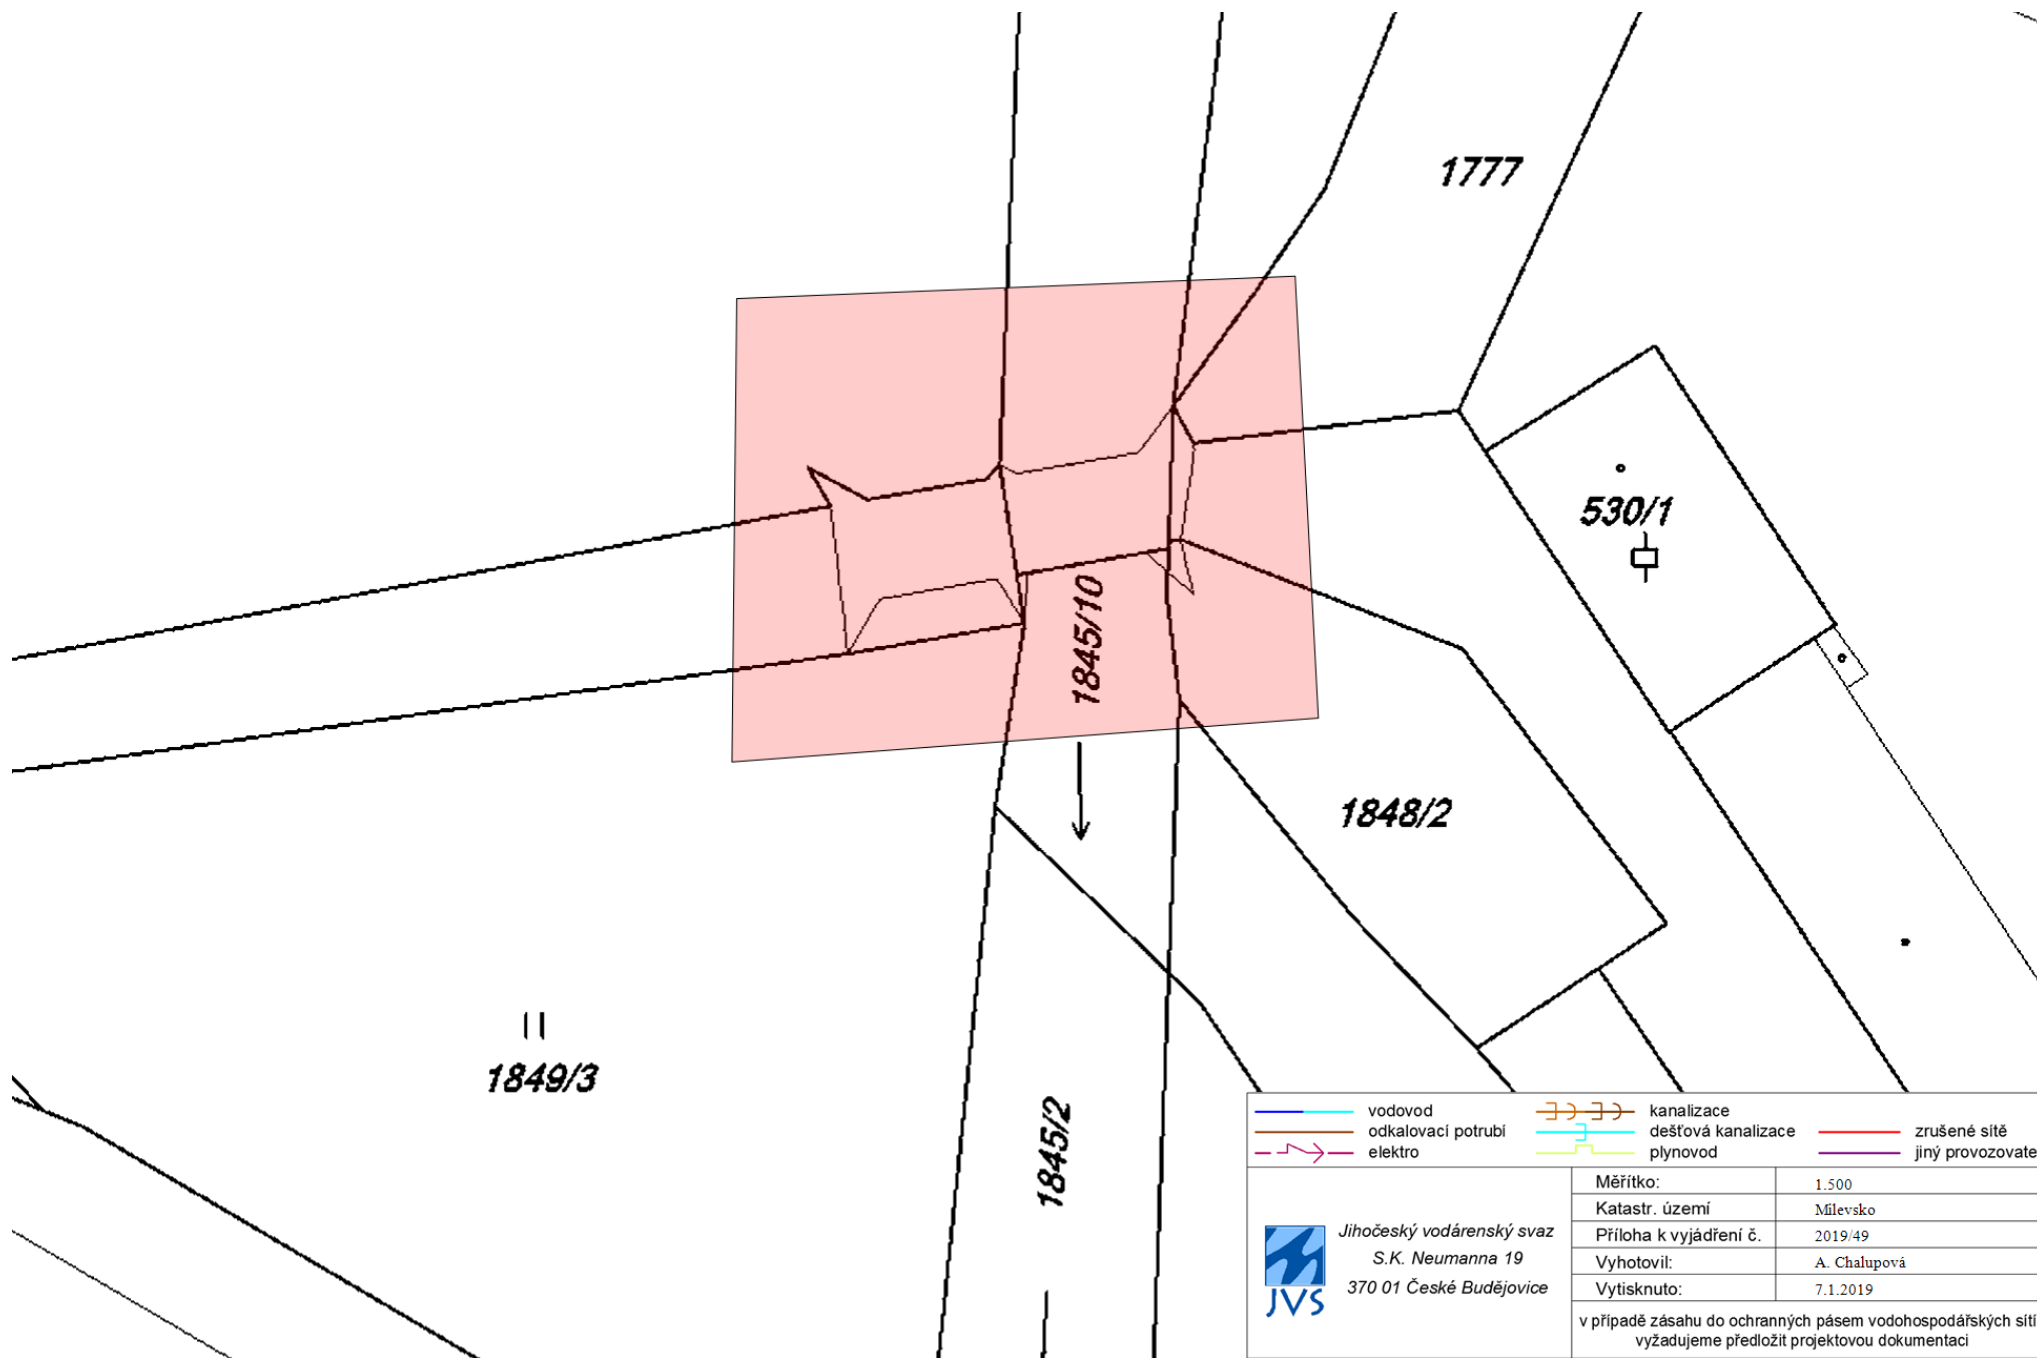 1777
530/1
1845/10
1848/2
1849/3
1845/2
vodovod
odkalovací potrubí
elektro
kanalizace
dešťová kanalizace
plynovod
zrušené sítě
jiný provozovate
Jihočeský vodárenský svaz
S.K. Neumanna 19
370 01 České Budějovice
JVS
Měřítko: 1.500
Katastr. území Milevsko
Příloha k vyjádření č. 2019/49
Vyhotovil: A. Chalupová
Vytisknuto: 7.1.2019
v případě zásahu do ochranných pásem vodohospodářských sítí
vyžadujeme předložit projektovou dokumentaci